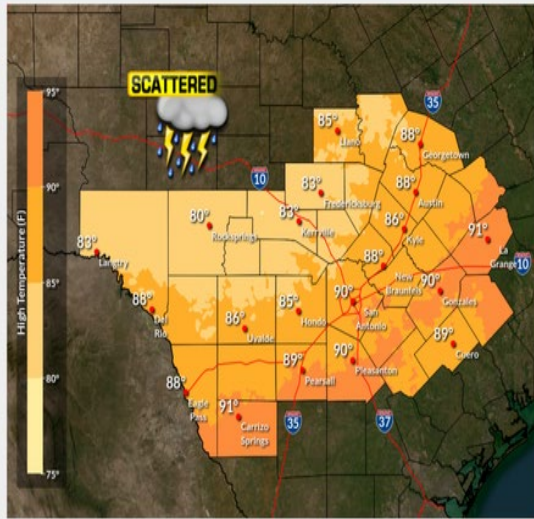 SCATTERED
95°
90°
85°
80°
75°
High Temperature (F)
INTERSTATE
35
85°
Llano
88°
Georgetown
10
83°
Fredericksburg
88°
Austin
80°
Rocksprings
83°
Kerrville
86°
Kyle
91°
La
Grange
83°
Langtry
88°
New
Braunfels
10
88°
Del
Rio
86°
Uvalde
85°
Hondo
90°
San
Antonio
90°
Gonzales
89°
Cuero
90°
Pleasanton
89°
Pearsall
88°
Eagle
Pass
91°
Carrizo
Springs
35
37